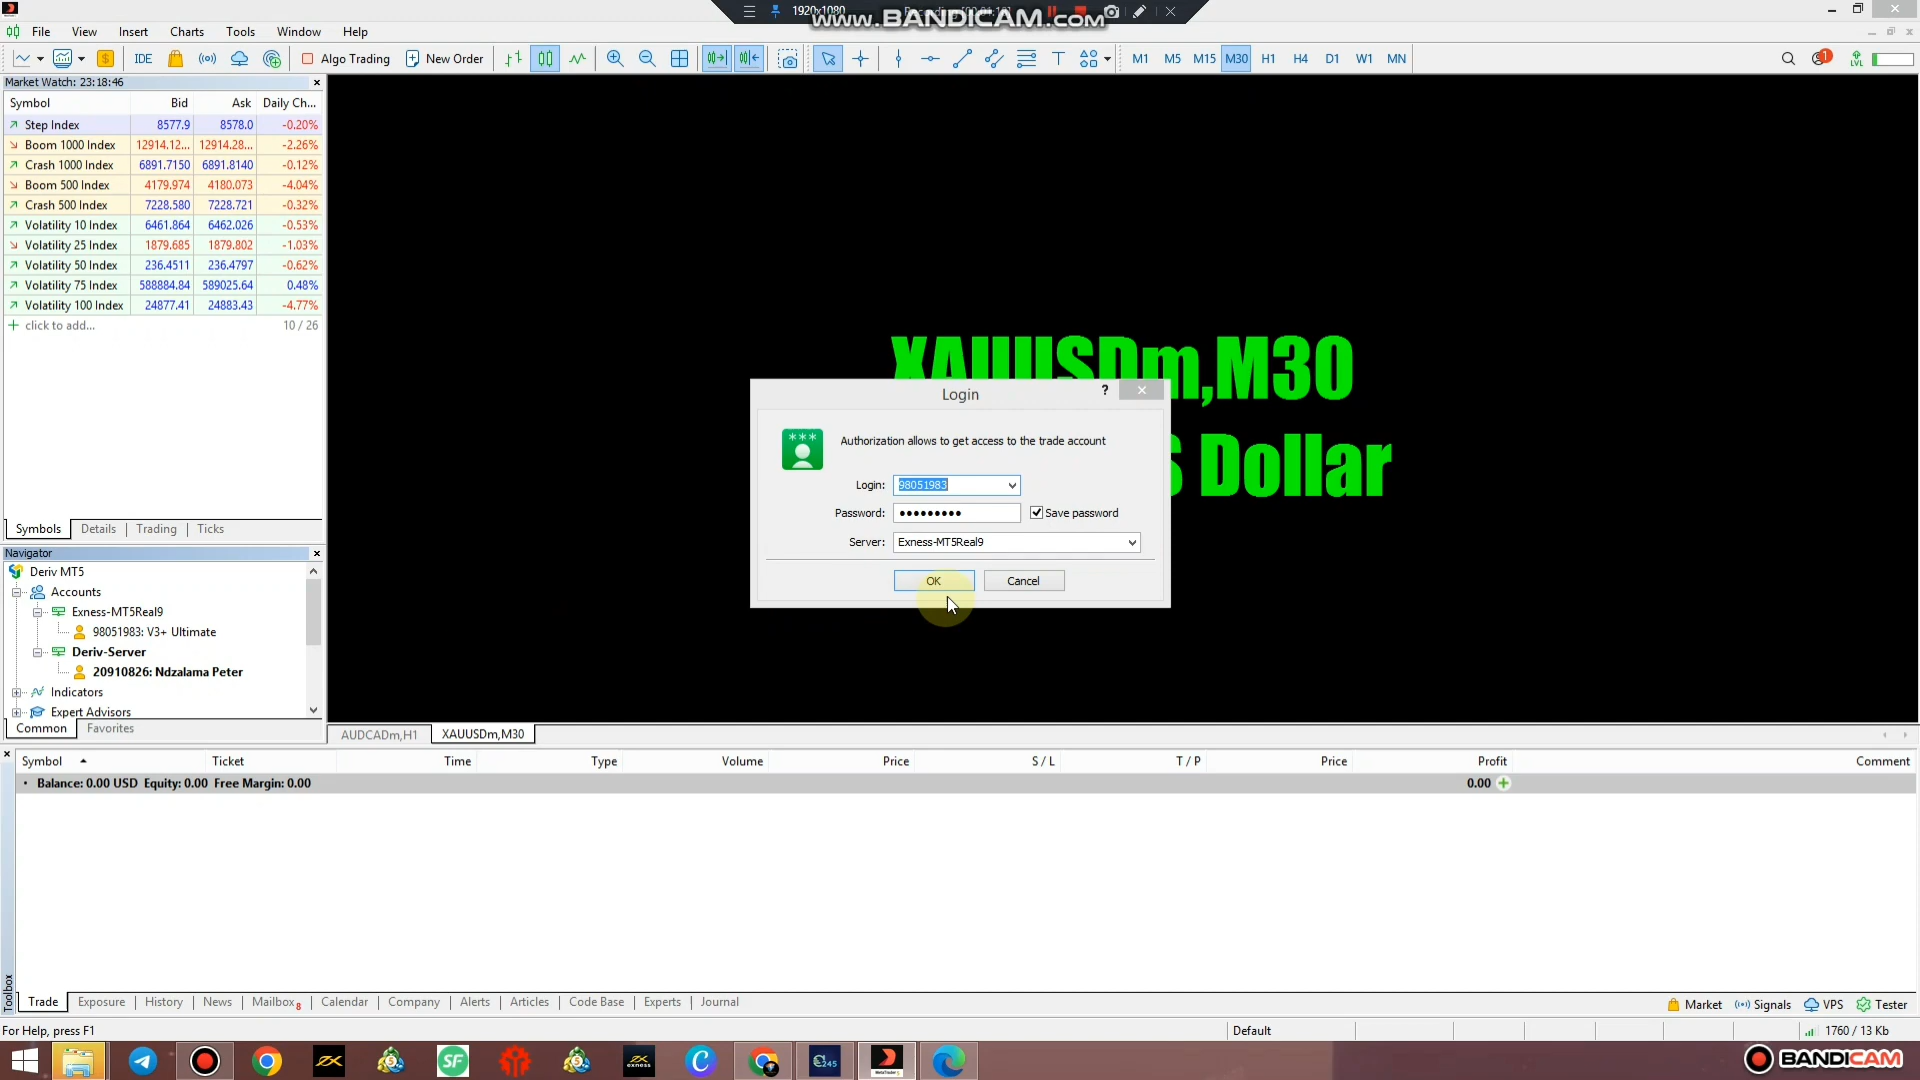 1920x1080
www.BANDICAM.com
File View Insert Charts Tools Window Help
IDE Algo Trading New Order M1 M5 M15 M30 H1 H4 D1 W1 MN 1 LVL
Market Watch: 23:18:46
Symbol Bid Ask Daily Ch...
Step Index 8577.9 8578.0 -0.20%
Boom 1000 Index 12914.12... 12914.28... -2.26%
Crash 1000 Index 6891.7150 6891.8140 -0.12%
Boom 500 Index 4179.974 4180.073 -4.04%
Crash 500 Index 7228.580 7228.721 -0.32%
Volatility 10 Index 6461.864 6462.026 -0.53%
Volatility 25 Index 1879.685 1879.802 -1.03%
Volatility 50 Index 236.4511 236.4797 -0.62%
Volatility 75 Index 588884.84 589025.64 0.48%
Volatility 100 Index 24877.41 24883.43 -4.77%
click to add... 10 / 26
Symbols Details Trading Ticks
Navigator
Deriv MT5
Accounts
Exness-MT5Real9
98051983: V3+ Ultimate
Deriv-Server
20910826: Ndzalama Peter
Indicators
Expert Advisors
Common Favorites
XAUUSDm,M30
Dollar
Login ?
Authorization allows to get access to the trade account
Login: 98051983
Password: ●●●●●●●●● Save password
Server: Exness-MT5Real9
OK Cancel
AUDCADm,H1 XAUUSDm,M30
Symbol Ticket Time Type Volume Price S / L T / P Price Profit Comment
Balance: 0.00 USD Equity: 0.00 Free Margin: 0.00 0.00
Toolbox
Trade Exposure History News Mailbox 8 Calendar Company Alerts Articles Code Base Experts Journal
Market Signals VPS Tester
For Help, press F1 Default 1760 / 13 Kb
exness
SF
245
BANDICAM